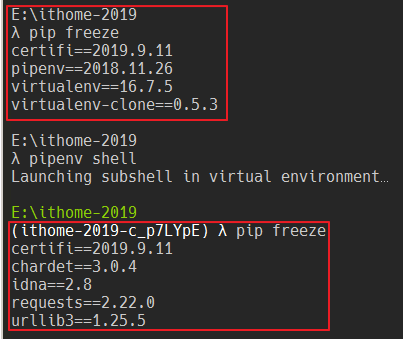 E:\ithome-2019
λ pip freeze
certifi==2019.9.11
pipenv==2018.11.26
virtualenv==16.7.5
virtualenv-clone==0.5.3
E:\ithome-2019
λ pipenv shell
Launching subshell in virtual environment…
E:\ithome-2019
(ithome-2019-c_p7LYpE) λ pip freeze
certifi==2019.9.11
chardet==3.0.4
idna==2.8
requests==2.22.0
urllib3==1.25.5